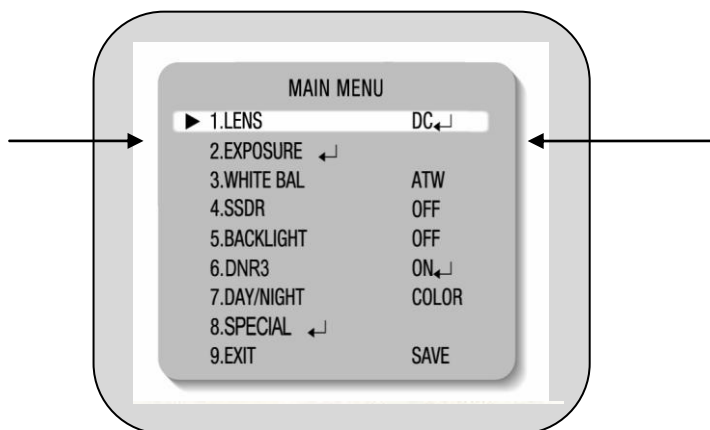 MAIN MENU
▶ 1.LENS DC↵
2.EXPOSURE ↵
3.WHITE BAL ATW
4.SSDR OFF
5.BACKLIGHT OFF
6.DNR3 ON↵
7.DAY/NIGHT COLOR
8.SPECIAL ↵
9.EXIT SAVE